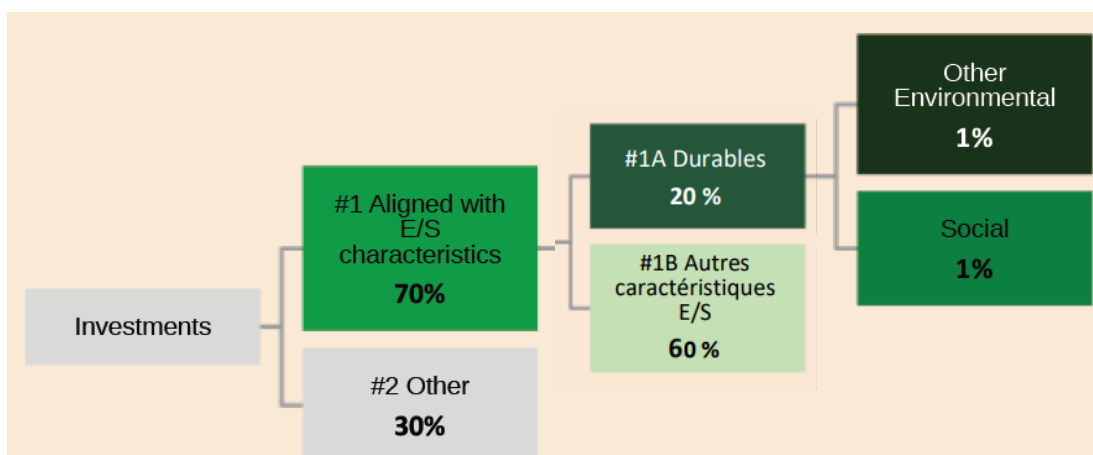 Investments
#1 Aligned with
E/S
characteristics
70%
#2 Other
30%
#1A Durables
20 %
#1B Autres
caractéristiques
E/S
60 %
Other
Environmental
1%
Social
1%